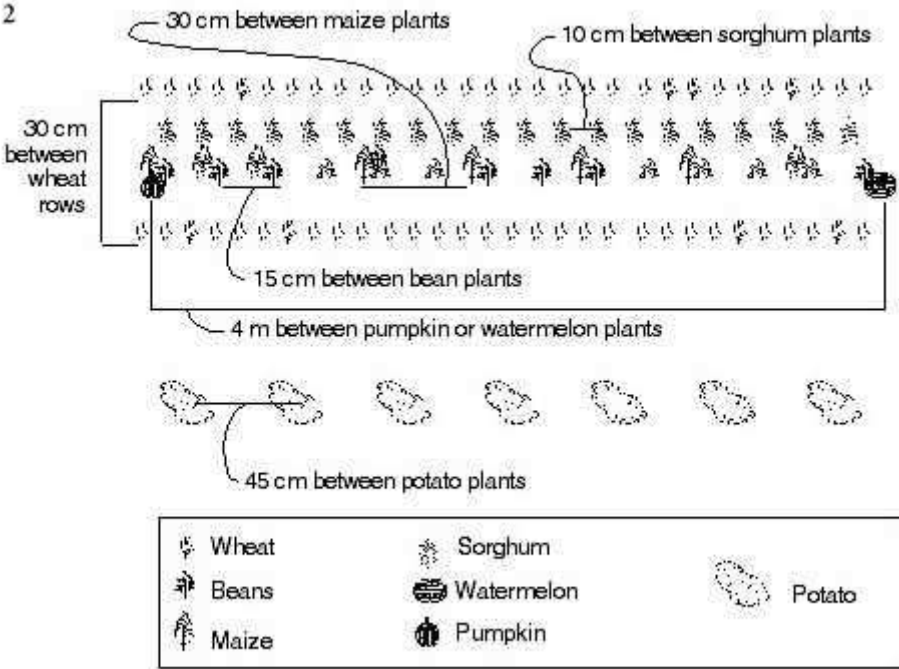 2
30 cm between maize plants
10 cm between sorghum plants
30 cm
between
wheat
rows
15 cm between bean plants
4 m between pumpkin or watermelon plants
45 cm between potato plants
Wheat
Beans
Maize
Sorghum
Watermelon
Pumpkin
Potato